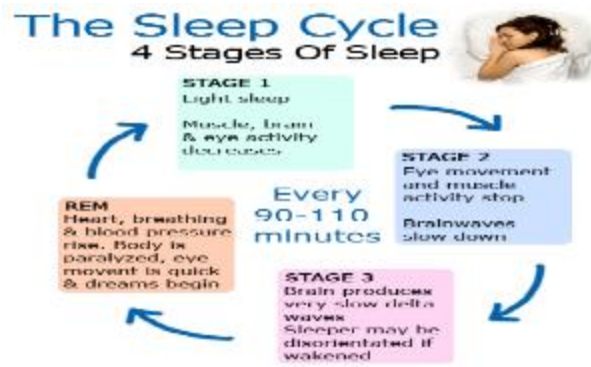 The Sleep Cycle
4 Stages Of Sleep
STAGE 1
Light sleep
Muscle, brain
& eye activity
decreases
STAGE 2
Eye movement
and muscle
activity stop
Brainwaves
slow down
Every
90-110
minutes
REM
Heart, breathing
& blood pressure
rise. Body is
paralyzed, eye
movent is quick
& dreams begin
STAGE 3
Brain produces
very slow delta
waves
Sleeper may be
disorientated if
wakened